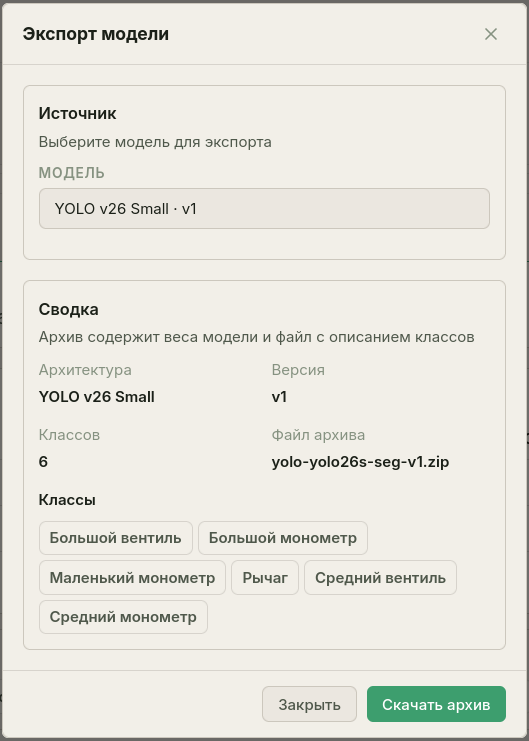 Экспорт модели
Источник
Выберите модель для экспорта
МОДЕЛЬ
YOLO v26 Small · v1
Сводка
Архив содержит веса модели и файл с описанием классов
Архитектура Версия
YOLO v26 Small v1
Классов Файл архива
6 yolo-yolo26s-seg-v1.zip
Классы
Большой вентиль Большой монометр
Маленький монометр Рычаг Средний вентиль
Средний монометр
Закрыть Скачать архив